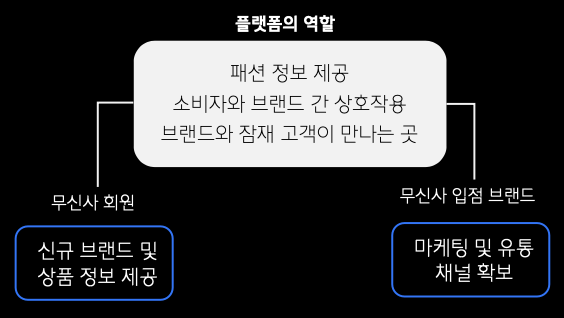 플랫폼의 역할
패션 정보 제공
소비자와 브랜드 간 상호작용
브랜드와 잠재 고객이 만나는 곳
무신사 회원
무신사 입점 브랜드
신규 브랜드 및
상품 정보 제공
마케팅 및 유통
채널 확보